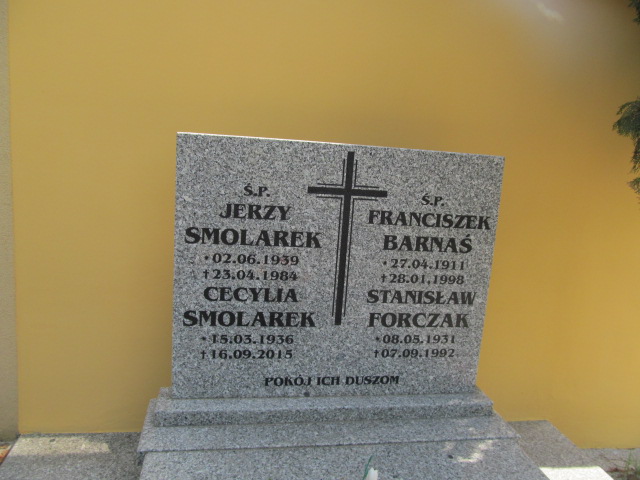 Ś.P.
JERZY
SMOLAREK
* 02.06.1939
† 23.04.1984
CECYLIA
SMOLAREK
* 18.03.1936
† 16.09.2015
Ś.P.
FRANCISZEK
BARNAŚ
* 27.04.1911
† 28.01.1998
STANISŁAW
FORCZAK
* 08.05.1931
† 07.09.1992
POKÓJ ICH DUSZOM